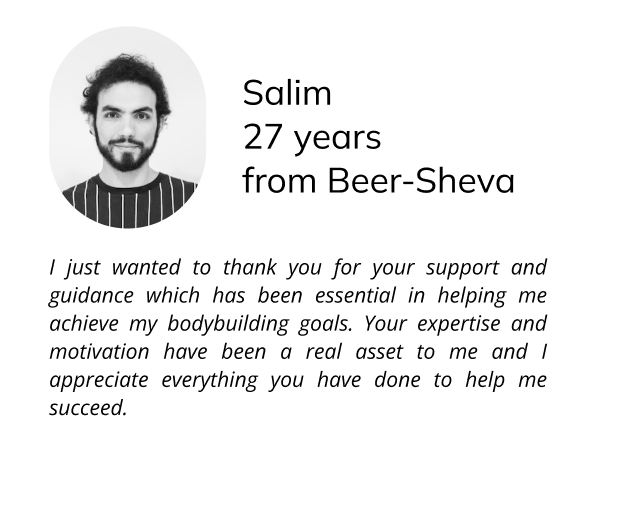 Salim
27 years
from Beer-Sheva
I just wanted to thank you for your support and
guidance which has been essential in helping me
achieve my bodybuilding goals. Your expertise and
motivation have been a real asset to me and I
appreciate everything you have done to help me
succeed.